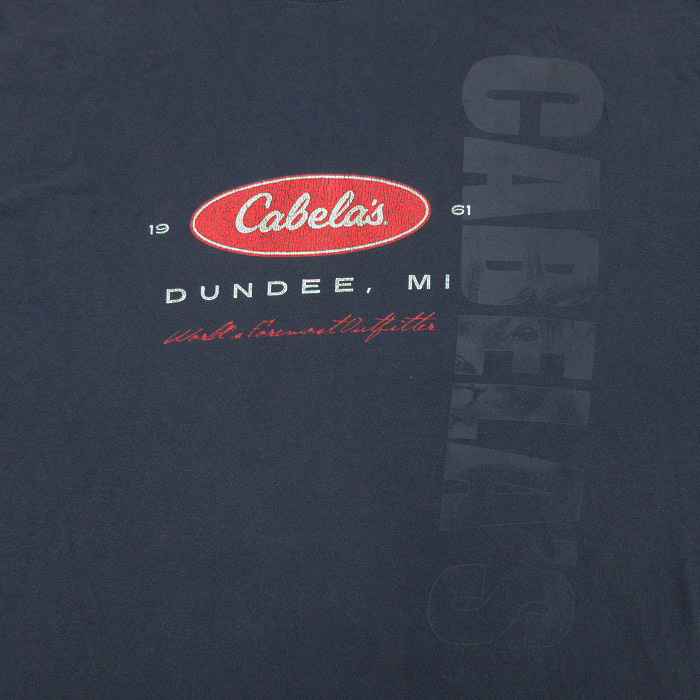 19 Cabela's 61
DUNDEE, MI
World's Foremost Outfitter
CABELA'S